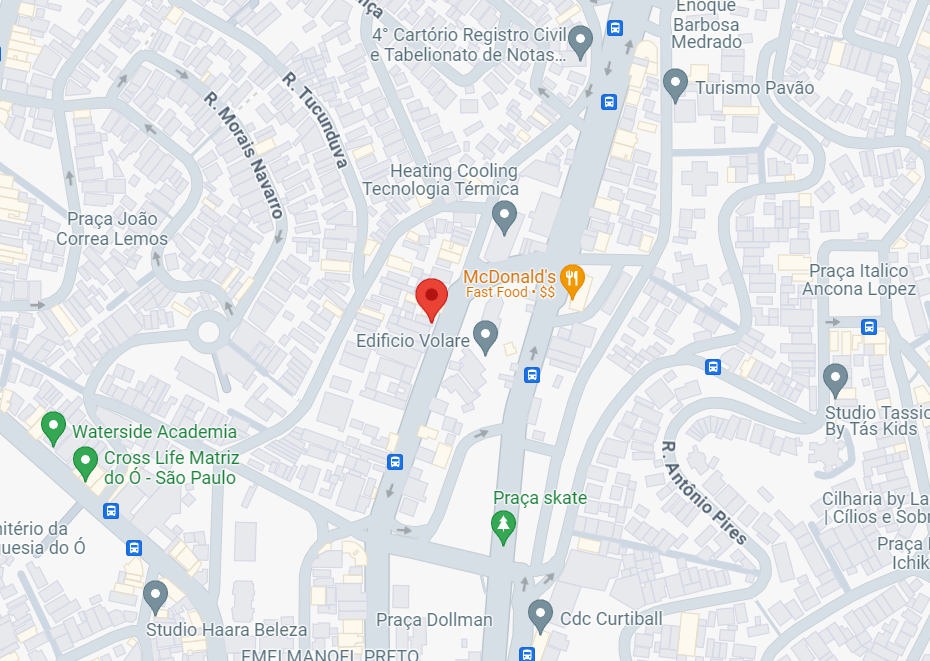 nça
4° Cartório Registro Civil
e Tabelionato de Notas...
Enoque
Barbosa
Medrado
Turismo Pavão
R. Tucunduva
R. Morais Navarro
Heating Cooling
Tecnologia Térmica
Praça João
Correa Lemos
McDonald's
Fast Food • $$
Praça Italico
Ancona Lopez
Edificio Volare
Studio Tassio
By Tás Kids
Waterside Academia
Cross Life Matriz
do Ó - São Paulo
R. Antônio Pires
Praça skate
Cilharia by La
| Cílios e Sobr
nitério da
guesia do Ó
Praça
Ichik
Studio Haara Beleza
Praça Dollman
Cdc Curtiball
EMEI MANOEL PRETO